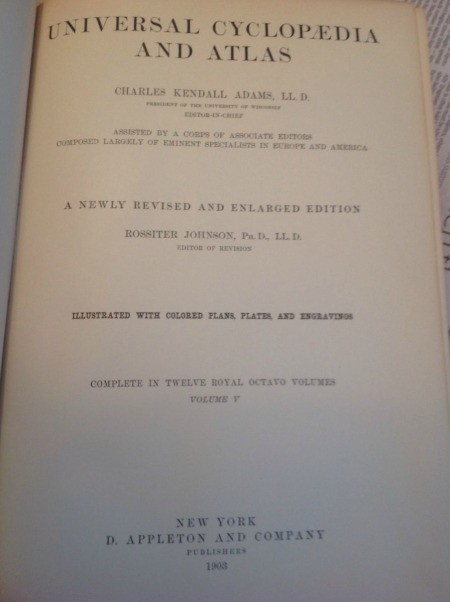 UNIVERSAL CYCLOPÆDIA
AND ATLAS
CHARLES KENDALL ADAMS, LL. D.
PRESIDENT OF THE UNIVERSITY OF WISCONSIN
EDITOR-IN-CHIEF
ASSISTED BY A CORPS OF ASSOCIATE EDITORS
COMPOSED LARGELY OF EMINENT SPECIALISTS IN EUROPE AND AMERICA
A NEWLY REVISED AND ENLARGED EDITION
ROSSITER JOHNSON, PH. D., LL. D.
EDITOR OF REVISION
ILLUSTRATED WITH COLORED PLANS, PLATES, AND ENGRAVINGS
COMPLETE IN TWELVE ROYAL OCTAVO VOLUMES
VOLUME V
NEW YORK
D. APPLETON AND COMPANY
PUBLISHERS
1903